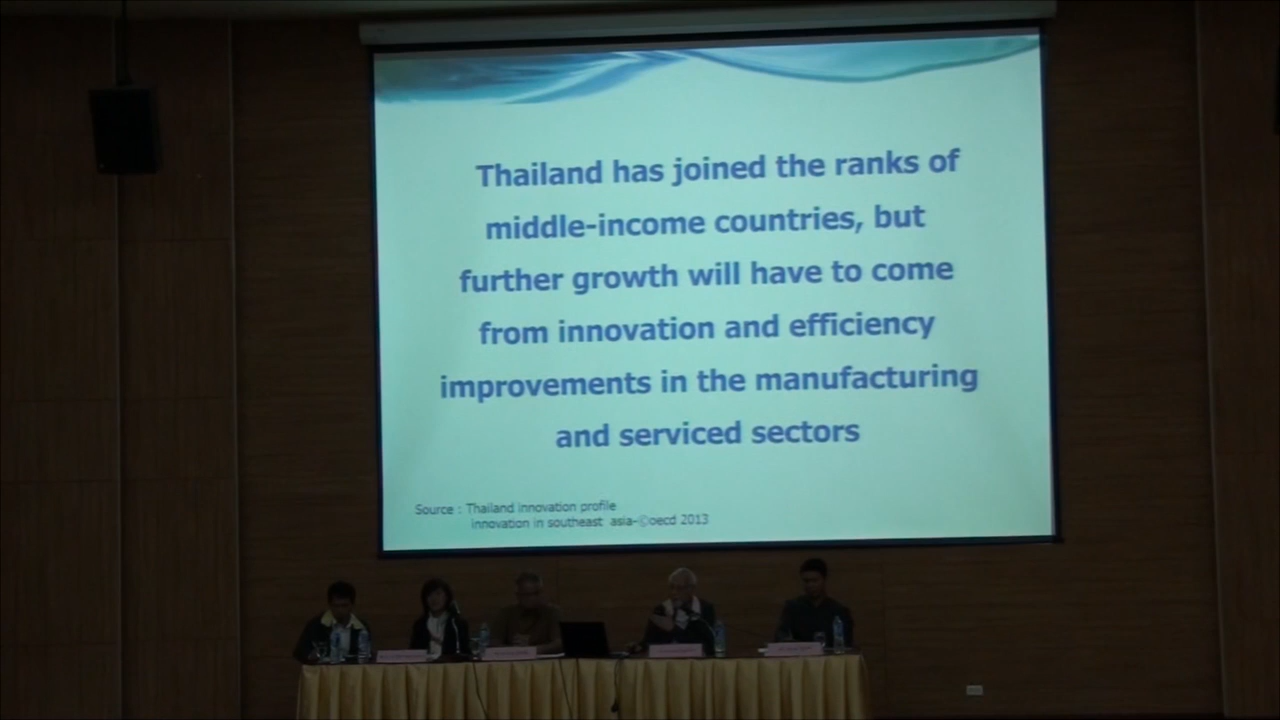 Thailand has joined the ranks of
middle-income countries, but
further growth will have to come
from innovation and efficiency
improvements in the manufacturing
and serviced sectors
Source : Thailand innovation profile
innovation in southeast asia-©oecd 2013